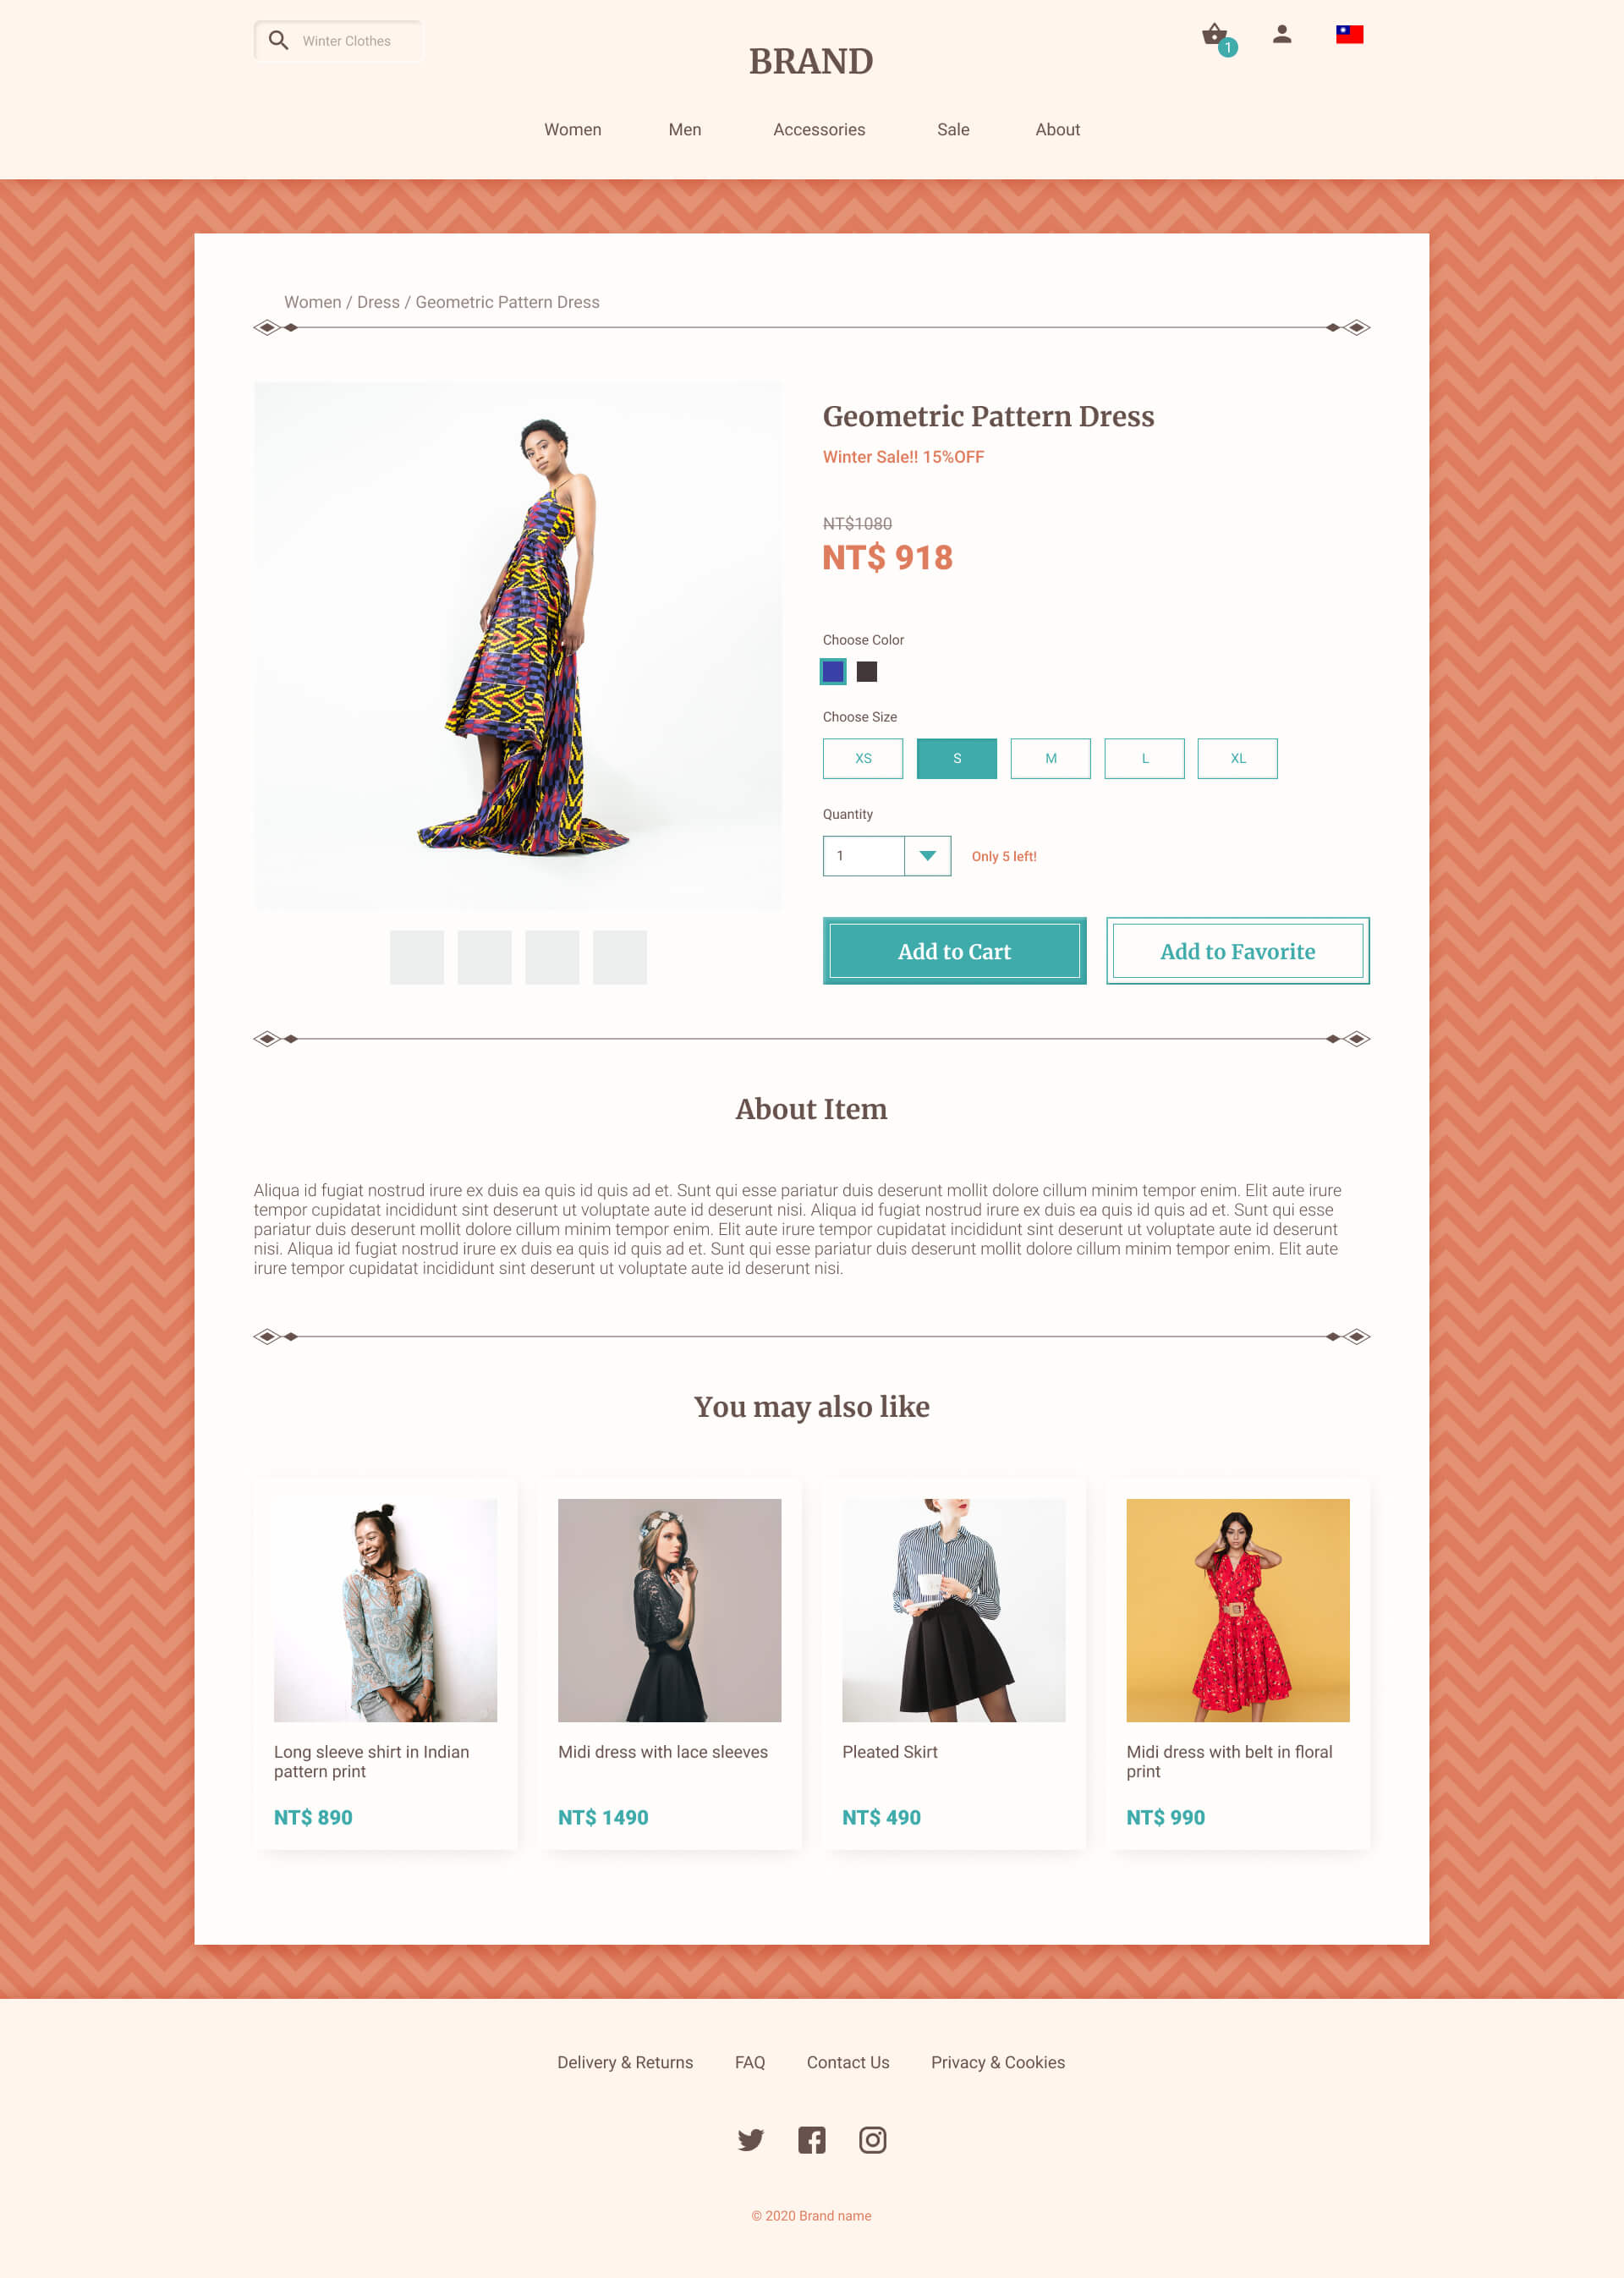 Winter Clothes
BRAND
1
Women Men Accessories Sale About
Women / Dress / Geometric Pattern Dress
Geometric Pattern Dress
Winter Sale!! 15%OFF
NT$1080
NT$ 918
Choose Color
Choose Size
XS S M L XL
Quantity
1
Only 5 left!
Add to Cart Add to Favorite
About Item
Aliqua id fugiat nostrud irure ex duis ea quis id quis ad et. Sunt qui esse pariatur duis deserunt mollit dolore cillum minim tempor enim. Elit aute irure
tempor cupidatat incididunt sint deserunt ut voluptate aute id deserunt nisi. Aliqua id fugiat nostrud irure ex duis ea quis id quis ad et. Sunt qui esse
pariatur duis deserunt mollit dolore cillum minim tempor enim. Elit aute irure tempor cupidatat incididunt sint deserunt ut voluptate aute id deserunt
nisi. Aliqua id fugiat nostrud irure ex duis ea quis id quis ad et. Sunt qui esse pariatur duis deserunt mollit dolore cillum minim tempor enim. Elit aute
irure tempor cupidatat incididunt sint deserunt ut voluptate aute id deserunt nisi.
You may also like
Long sleeve shirt in Indian
pattern print
NT$ 890
Midi dress with lace sleeves
NT$ 1490
Pleated Skirt
NT$ 490
Midi dress with belt in floral
print
NT$ 990
Delivery & Returns FAQ Contact Us Privacy & Cookies
© 2020 Brand name